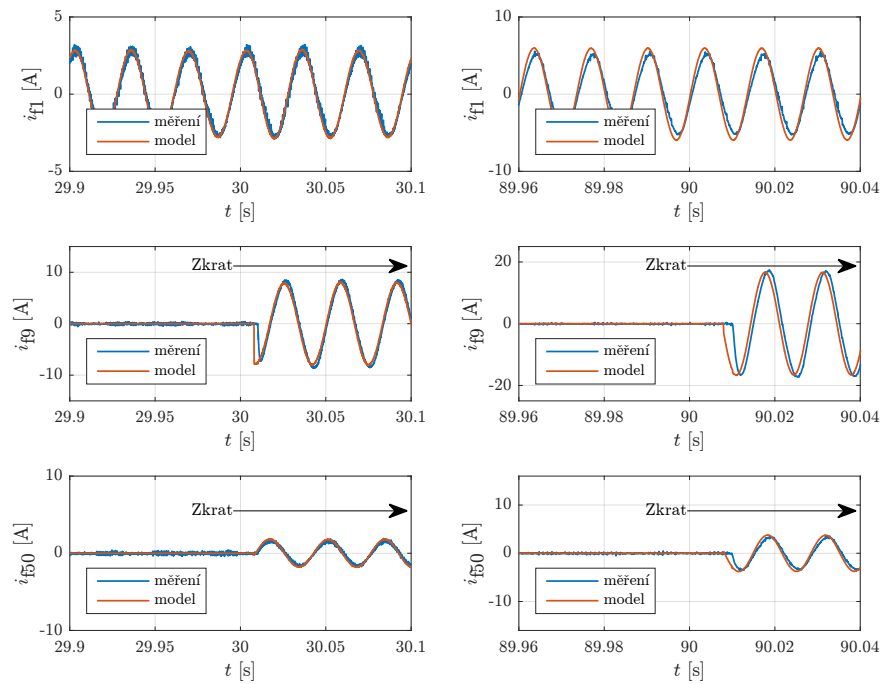 5
0
-5
i_f1 [A]
měření
model
29.9 29.95 30 30.05 30.1
t [s]
10
0
-10
i_f1 [A]
měření
model
89.96 89.98 90 90.02 90.04
t [s]
10
0
-10
i_f9 [A]
Zkrat
měření
model
29.9 29.95 30 30.05 30.1
t [s]
20
0
-20
i_f9 [A]
Zkrat
měření
model
89.96 89.98 90 90.02 90.04
t [s]
10
0
-10
i_f50 [A]
Zkrat
měření
model
29.9 29.95 30 30.05 30.1
t [s]
10
0
-10
i_f50 [A]
Zkrat
měření
model
89.96 89.98 90 90.02 90.04
t [s]